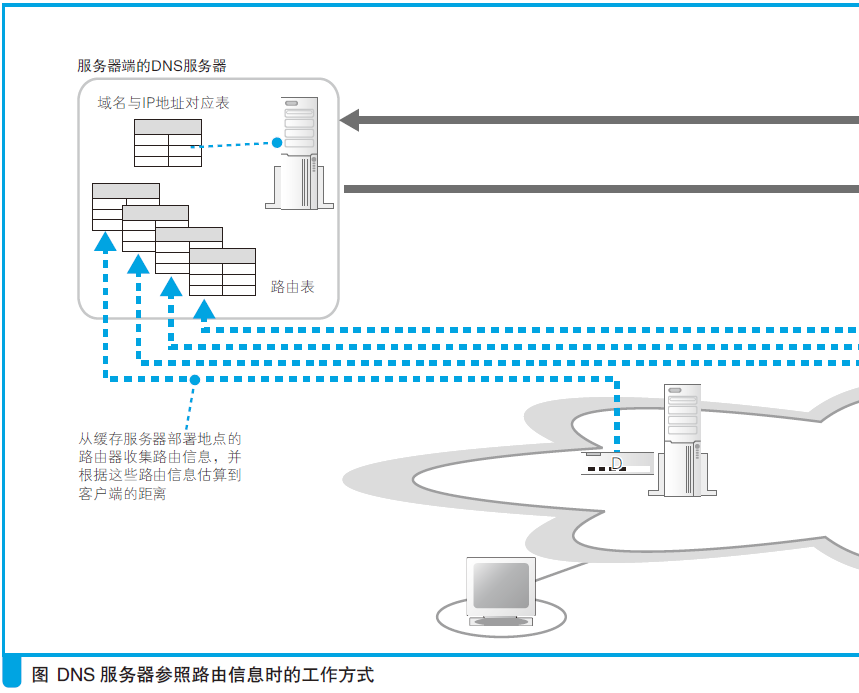 服务器端的DNS服务器
域名与IP地址对应表
路由表
从缓存服务器部署地点的
路由器收集路由信息，并
根据这些路由信息估算到
客户端的距离
D
图 DNS 服务器参照路由信息时的工作方式